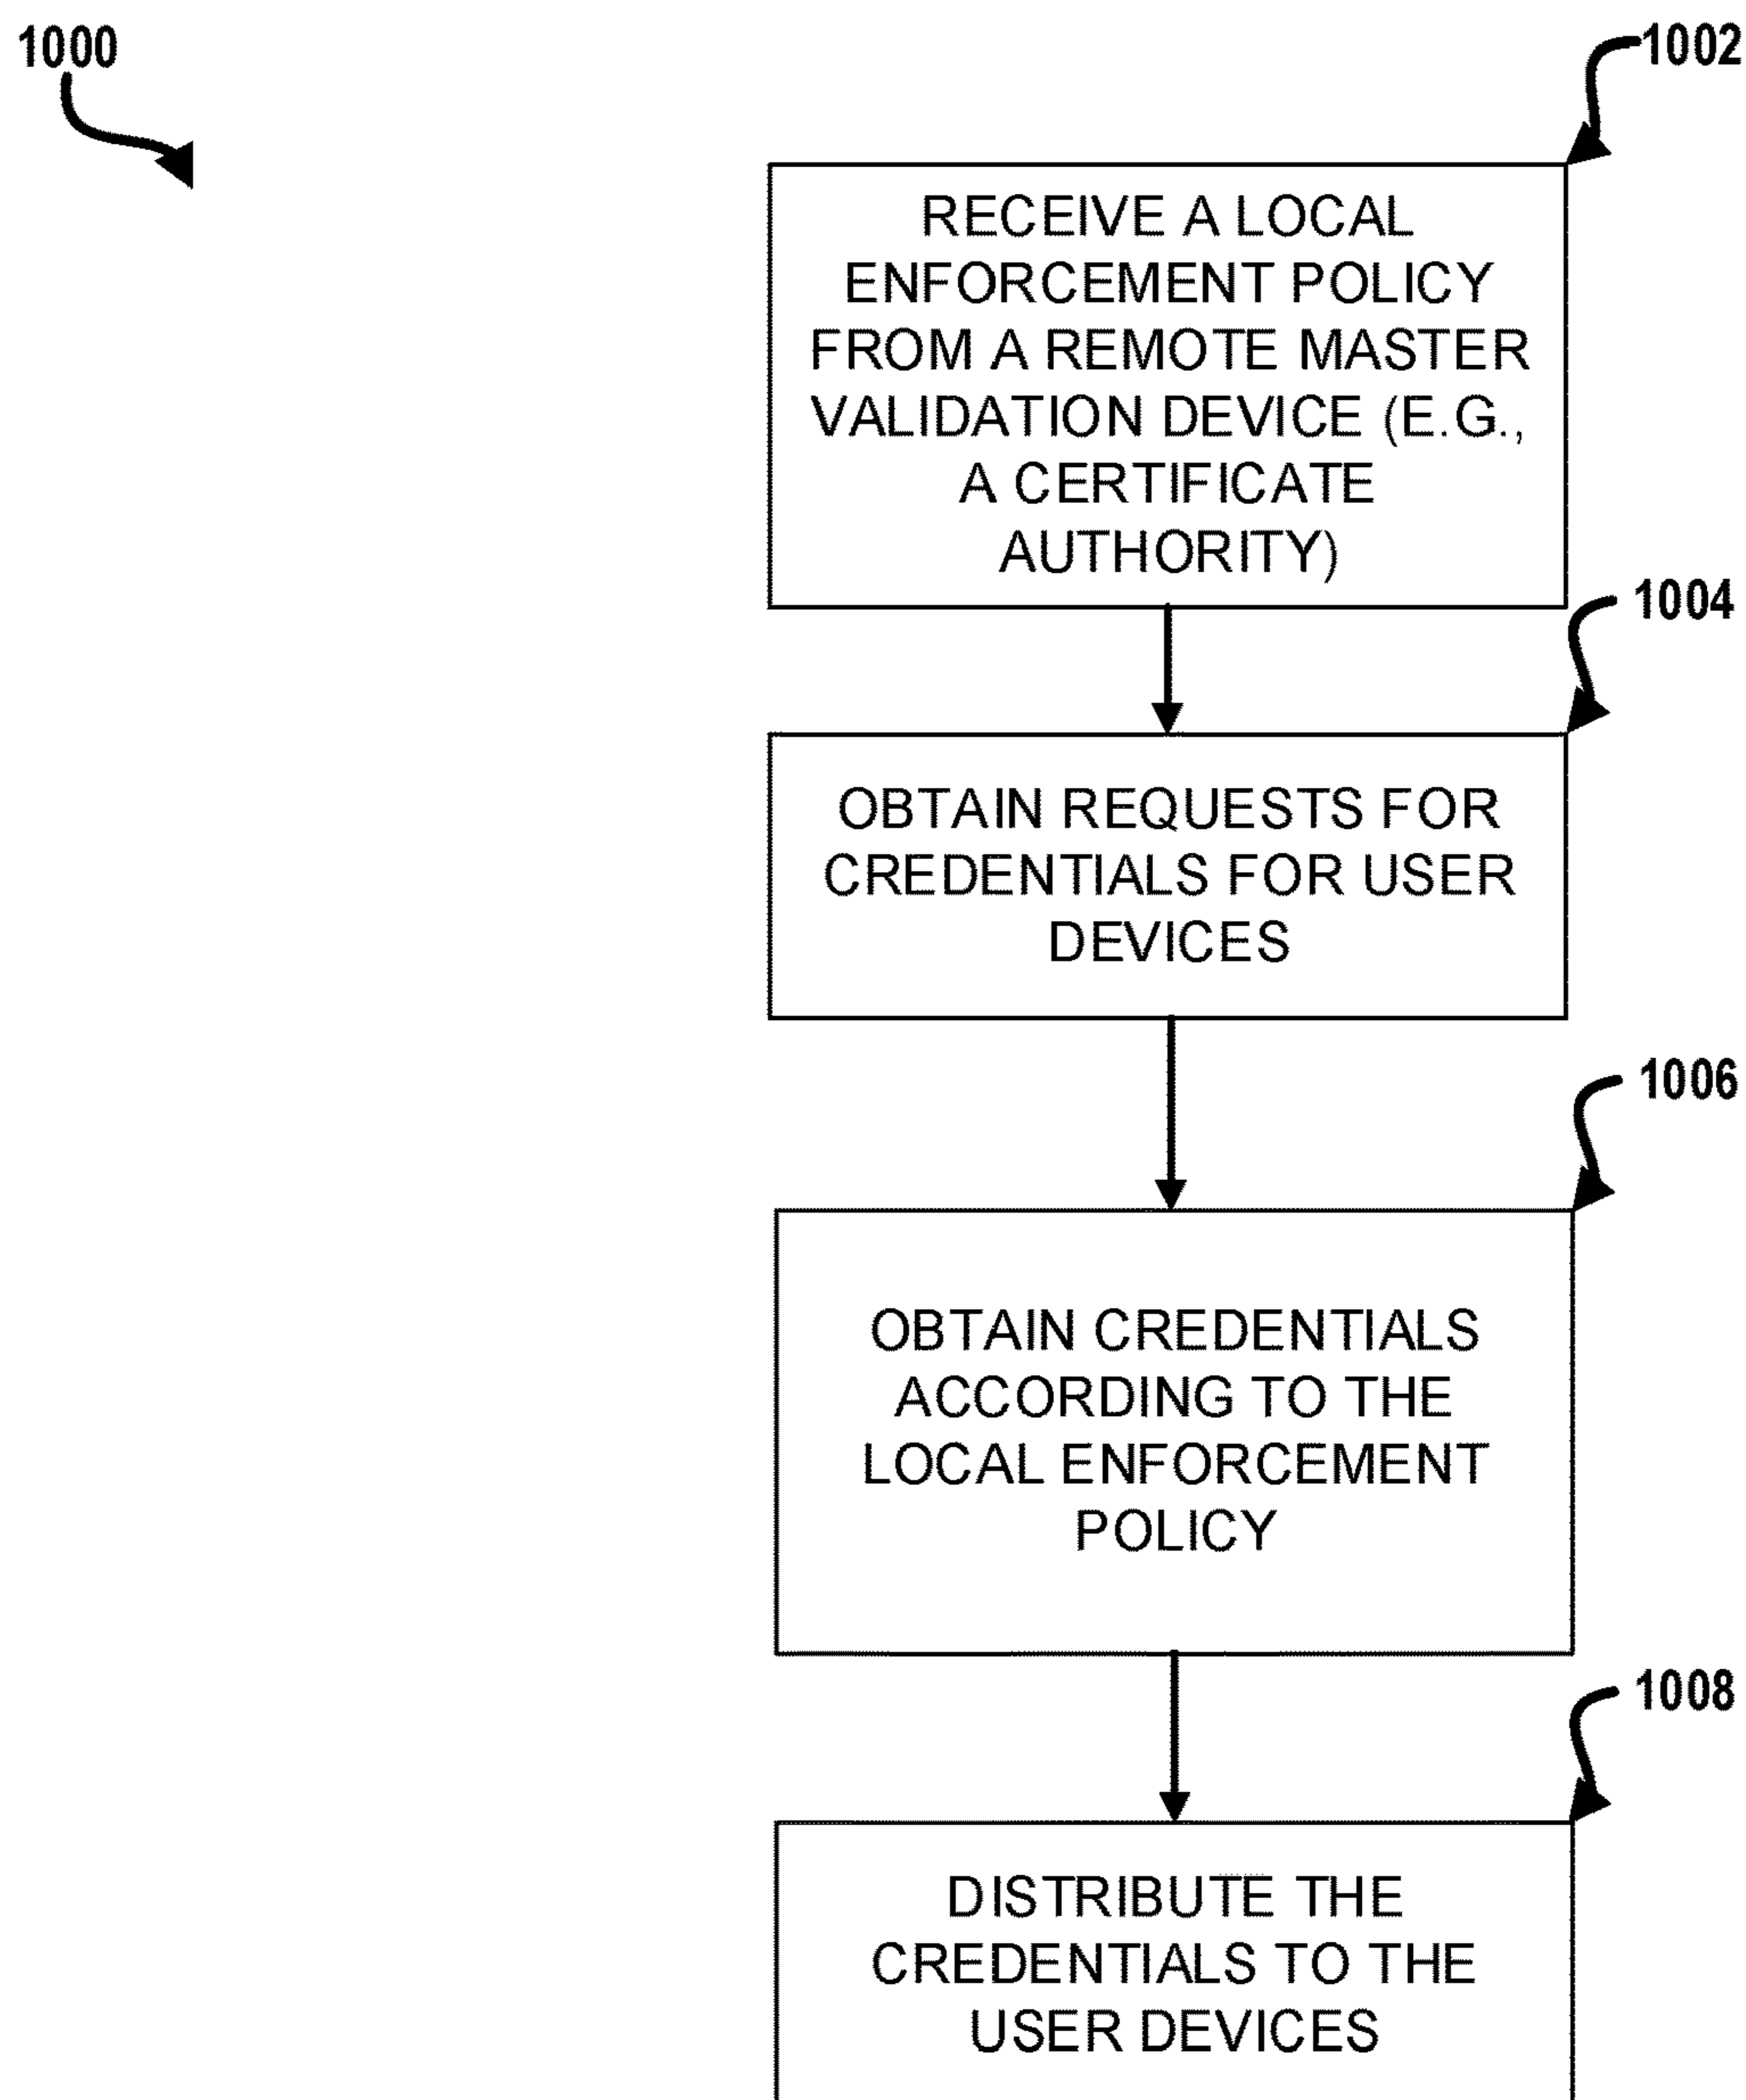 1000
1002
RECEIVE A LOCAL
ENFORCEMENT POLICY
FROM A REMOTE MASTER
VALIDATION DEVICE (E.G.,
A CERTIFICATE
AUTHORITY)
1004
OBTAIN REQUESTS FOR
CREDENTIALS FOR USER
DEVICES
1006
OBTAIN CREDENTIALS
ACCORDING TO THE
LOCAL ENFORCEMENT
POLICY
1008
DISTRIBUTE THE
CREDENTIALS TO THE
USER DEVICES